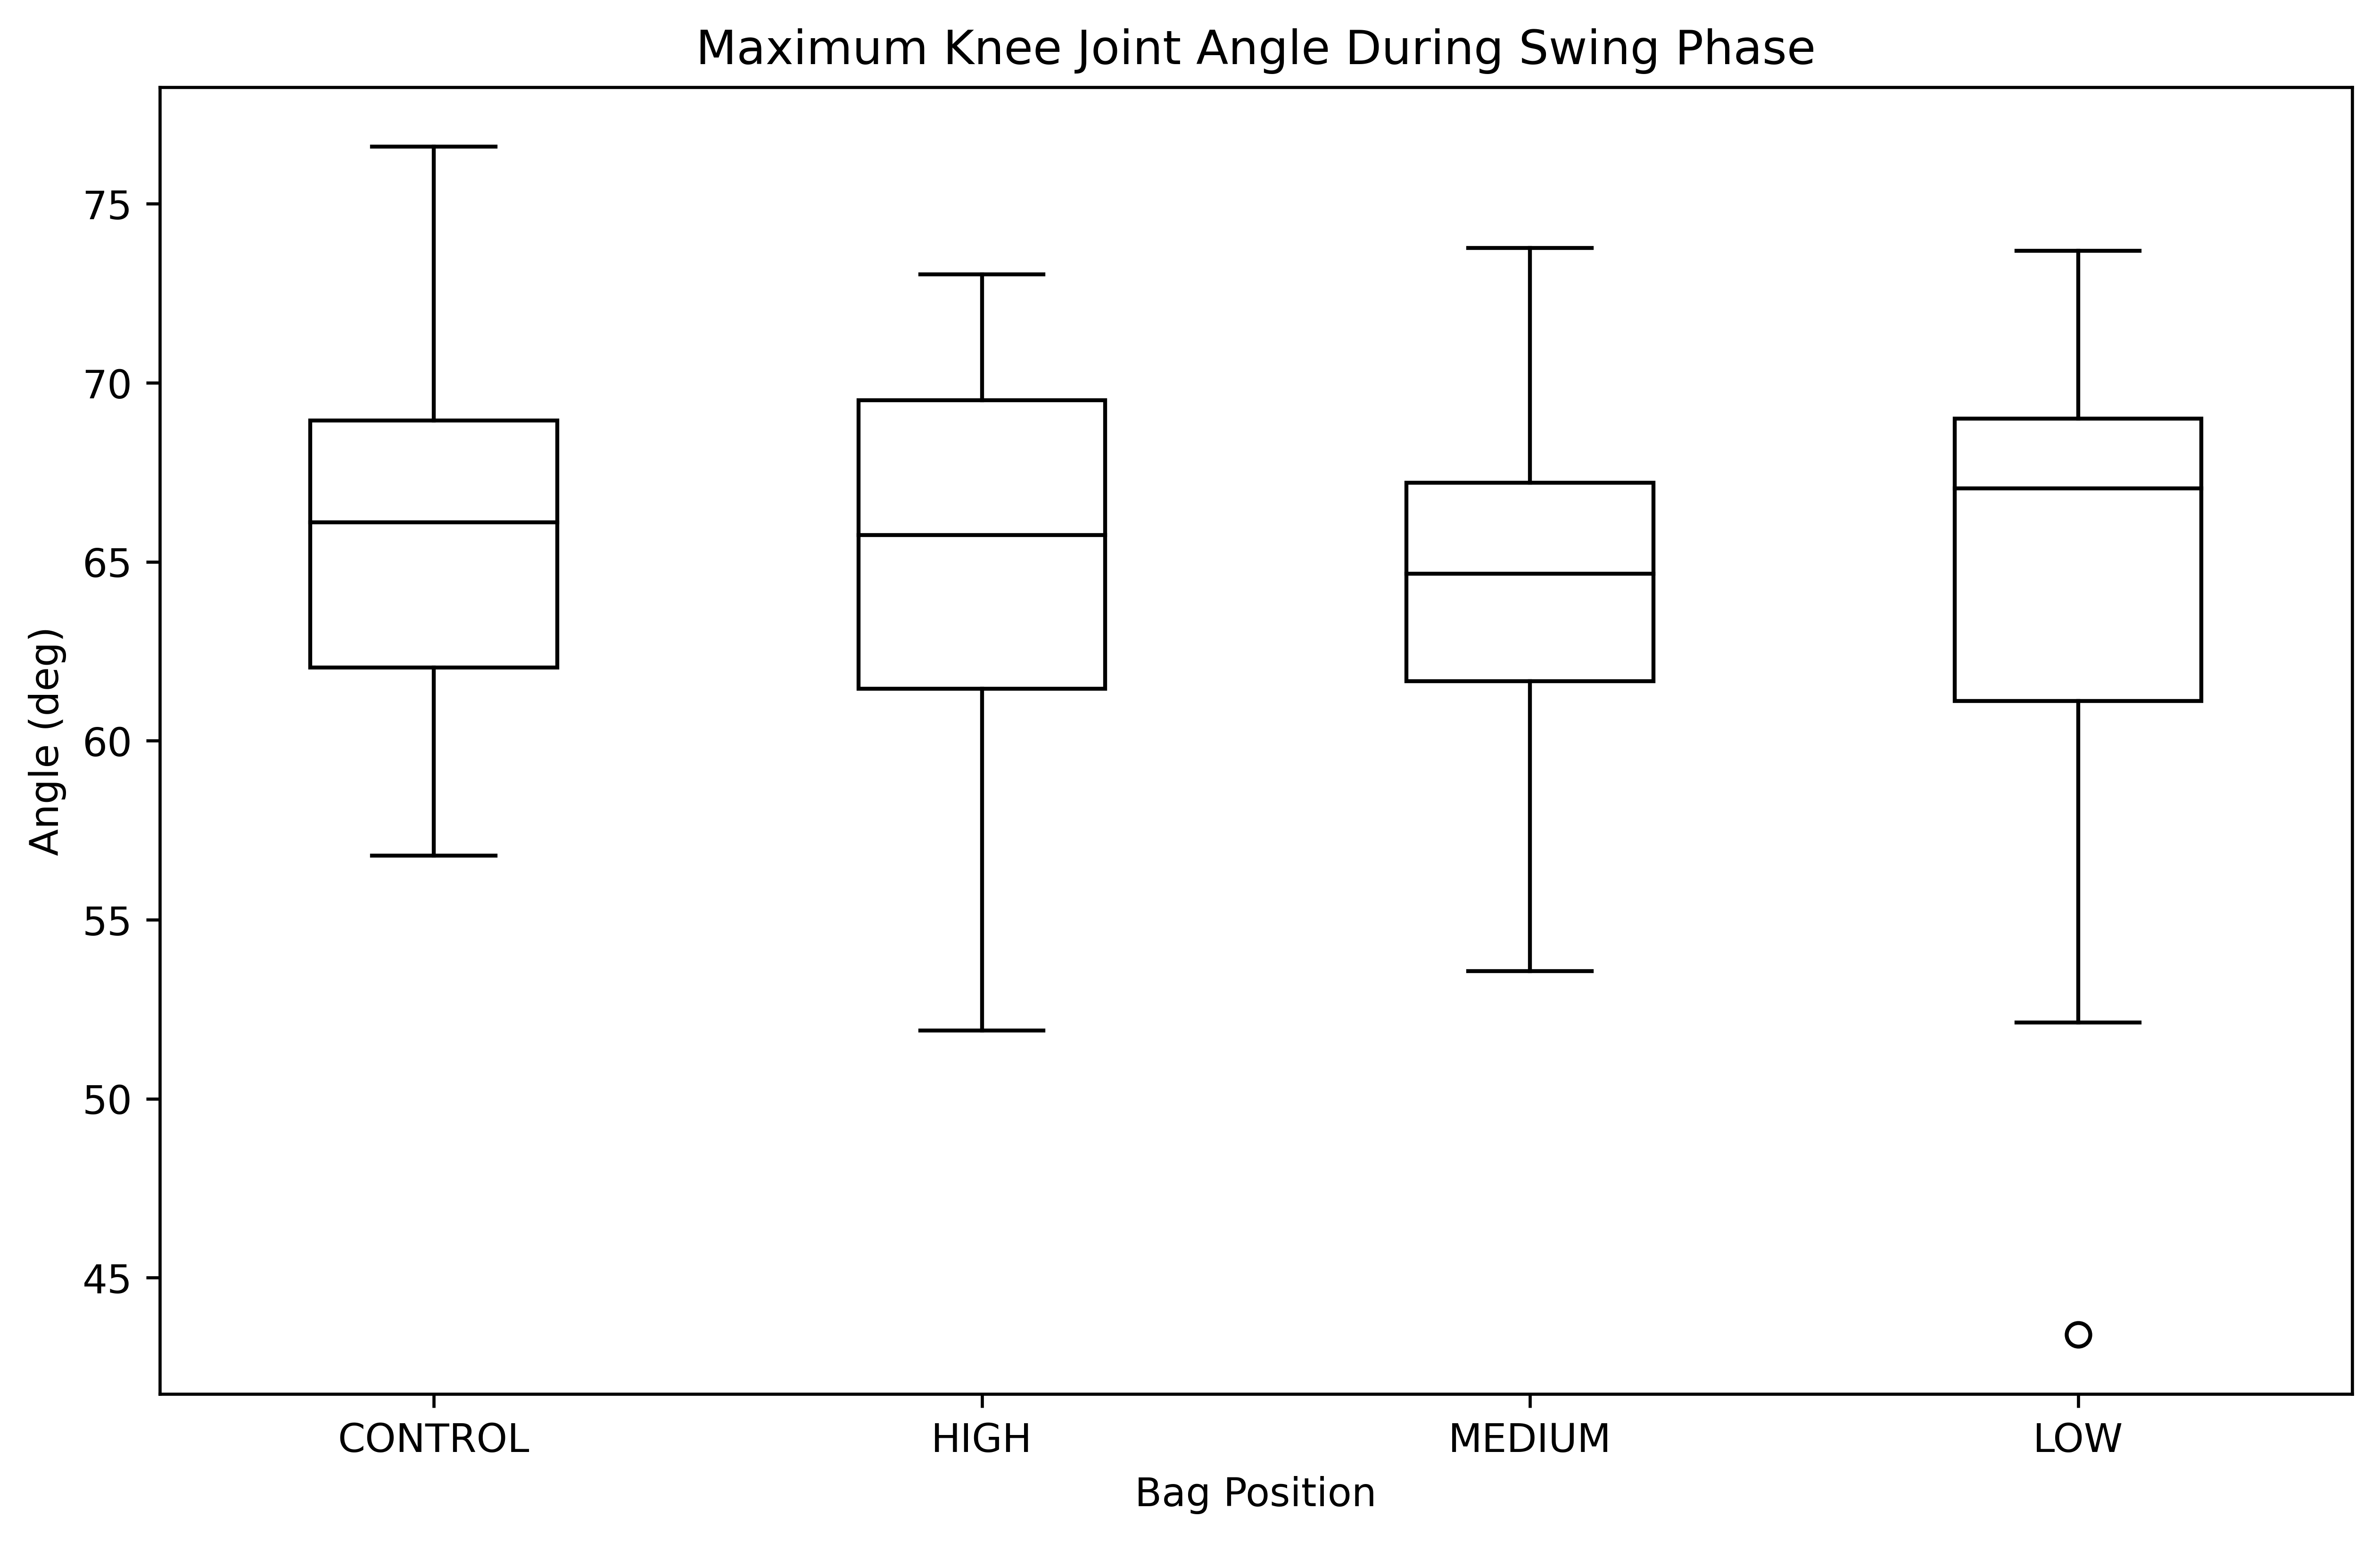 Maximum Knee Joint Angle During Swing Phase
75
70
65
60
55
50
45
Angle (deg)
CONTROL HIGH MEDIUM LOW
Bag Position